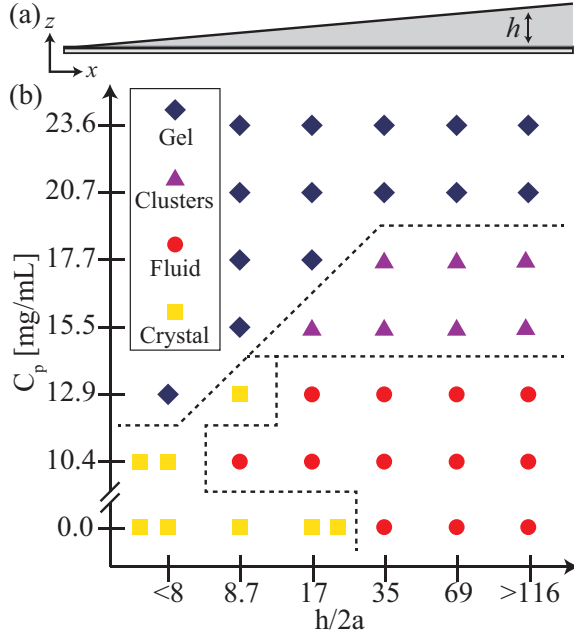 (a)
z
h
x
(b)
Gel
Clusters
Fluid
Crystal
C_p [mg/mL]
23.6
20.7
17.7
15.5
12.9
10.4
0.0
<8 8.7 17 35 69 >116
h/2a